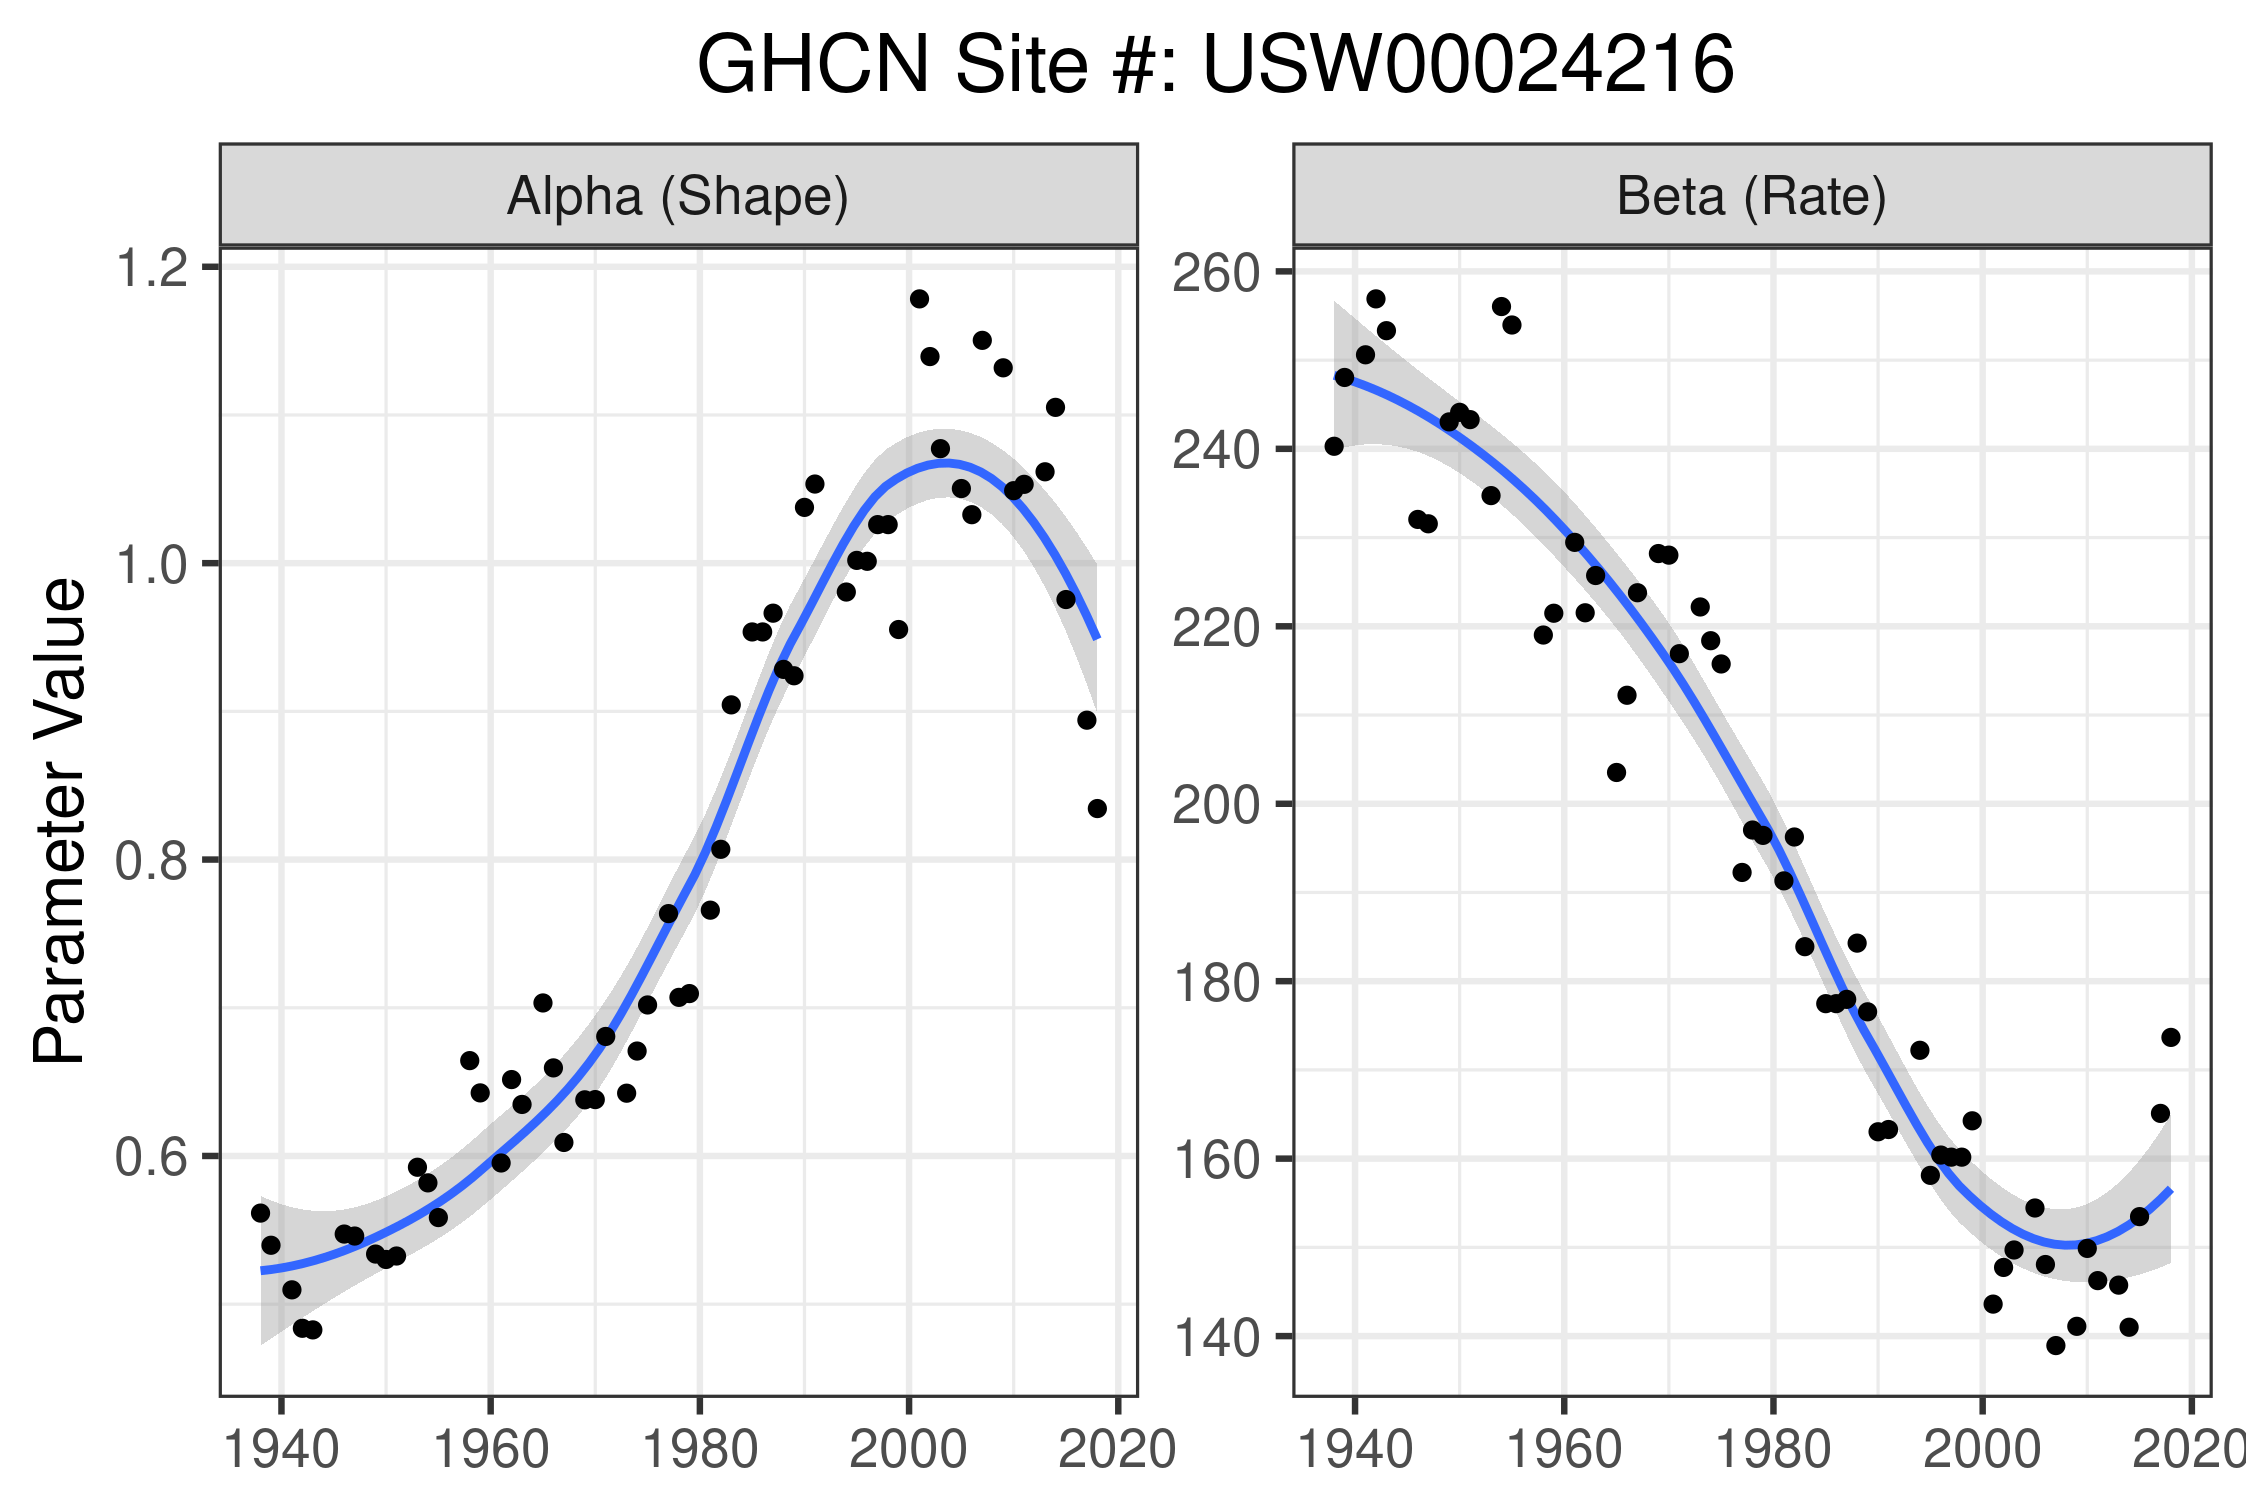 GHCN Site #: USW00024216
Alpha (Shape)
Beta (Rate)
Parameter Value
1.2
1.0
0.8
0.6
260
240
220
200
180
160
140
1940 1960 1980 2000 2020
1940 1960 1980 2000 2020